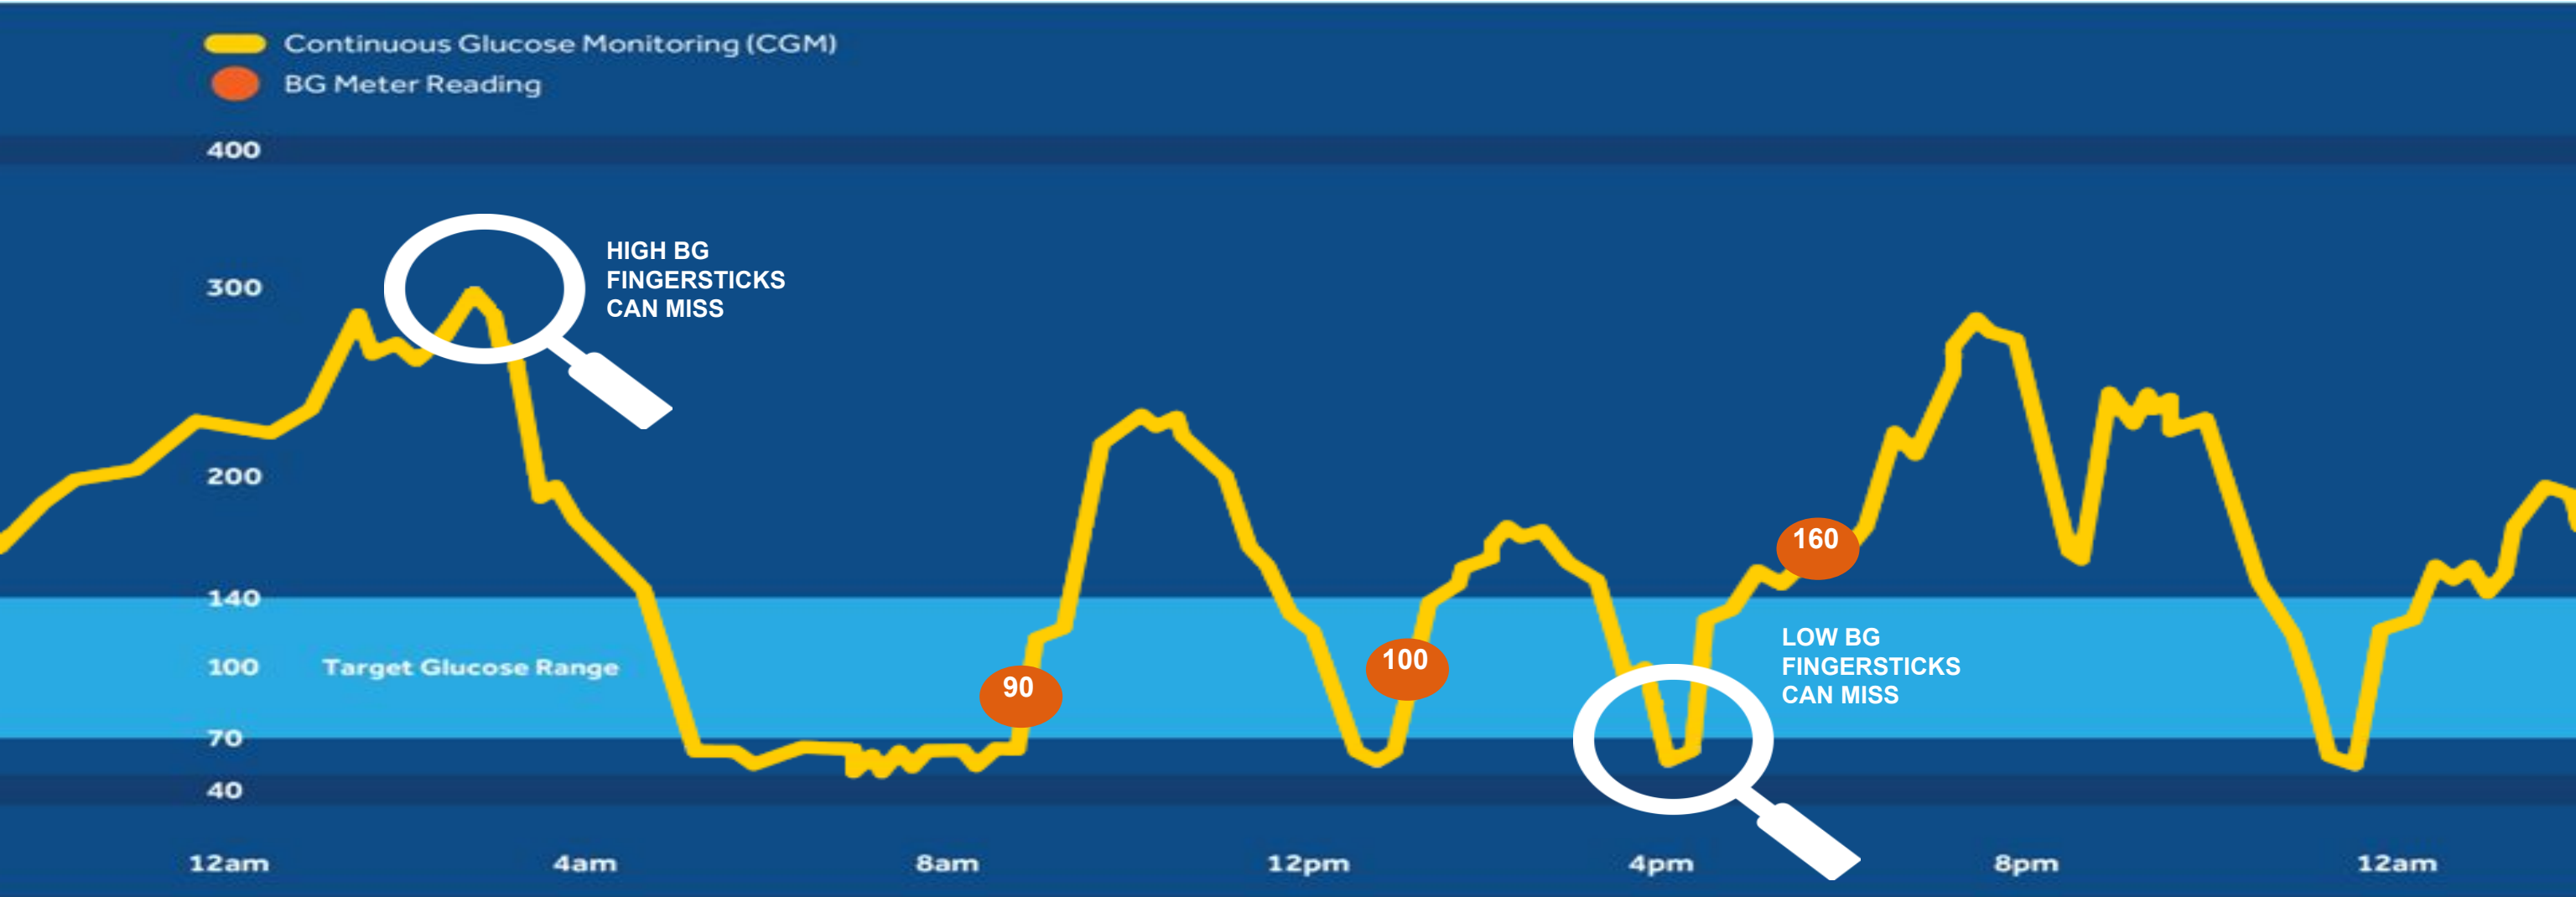 Continuous Glucose Monitoring (CGM)
BG Meter Reading
400
HIGH BG
FINGERSTICKS
CAN MISS
300
200
160
140
LOW BG
FINGERSTICKS
CAN MISS
100 Target Glucose Range
100
90
70
40
12am 4am 8am 12pm 4pm 8pm 12am